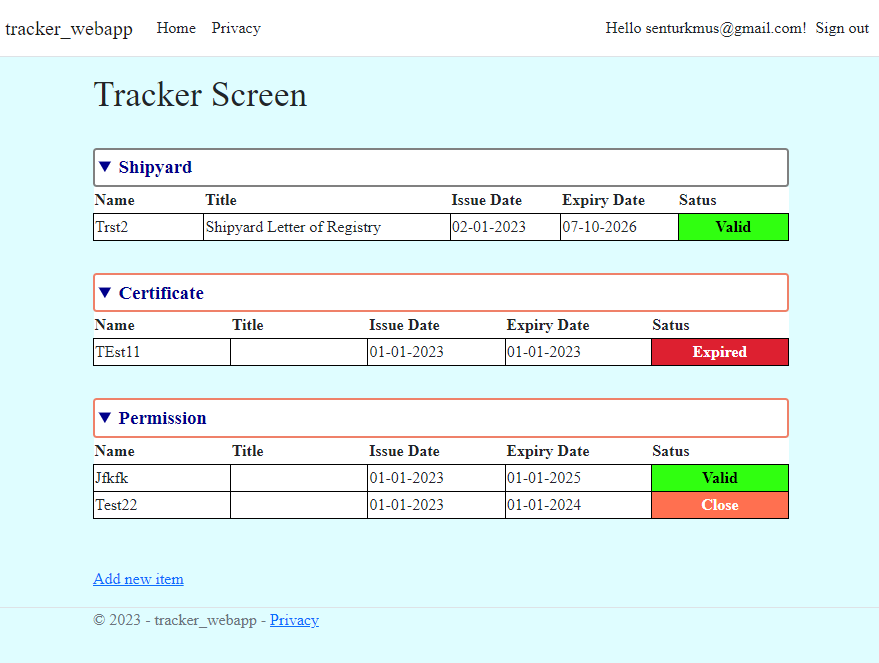 tracker_webapp Home Privacy Hello senturkmus@gmail.com! Sign out
Tracker Screen
▼ Shipyard
Name Title Issue Date Expiry Date Satus
Trst2 Shipyard Letter of Registry 02-01-2023 07-10-2026 Valid
▼ Certificate
Name Title Issue Date Expiry Date Satus
TEst11 01-01-2023 01-01-2023 Expired
▼ Permission
Name Title Issue Date Expiry Date Satus
Jfkfk 01-01-2023 01-01-2025 Valid
Test22 01-01-2023 01-01-2024 Close
Add new item
© 2023 - tracker_webapp - Privacy